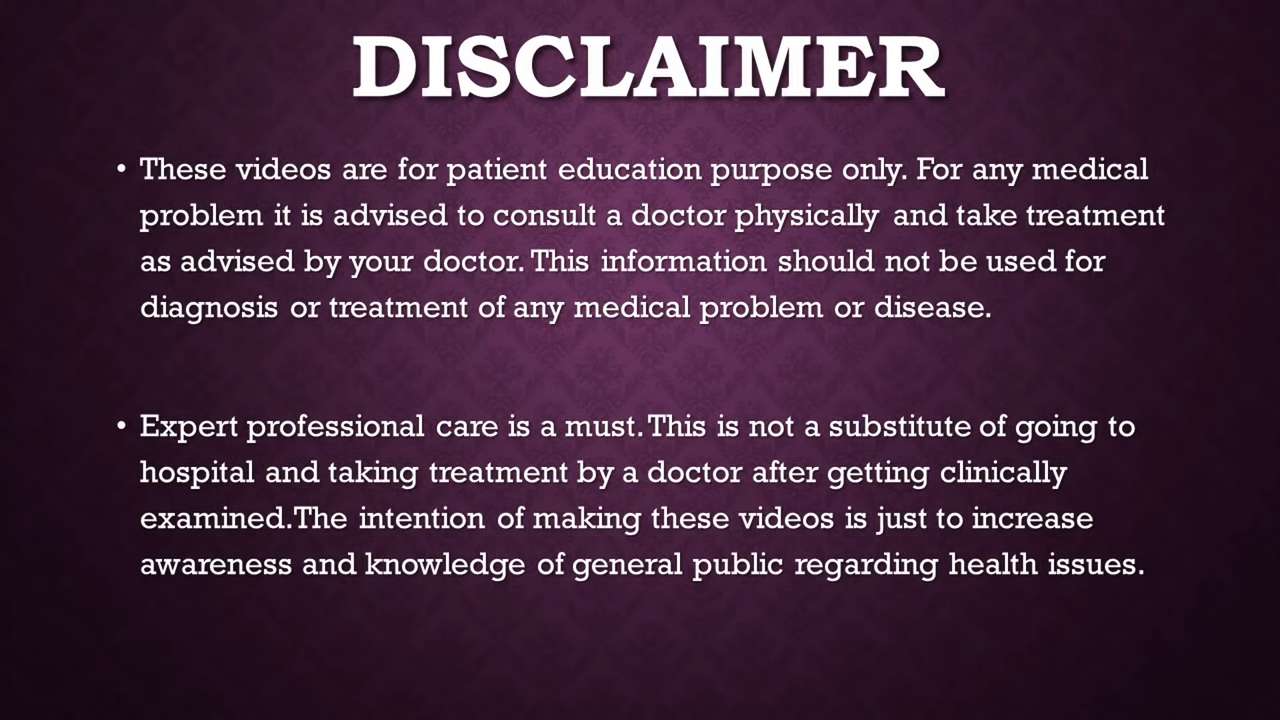 DISCLAIMER
• These videos are for patient education purpose only. For any medical
problem it is advised to consult a doctor physically and take treatment
as advised by your doctor. This information should not be used for
diagnosis or treatment of any medical problem or disease.
• Expert professional care is a must. This is not a substitute of going to
hospital and taking treatment by a doctor after getting clinically
examined.The intention of making these videos is just to increase
awareness and knowledge of general public regarding health issues.